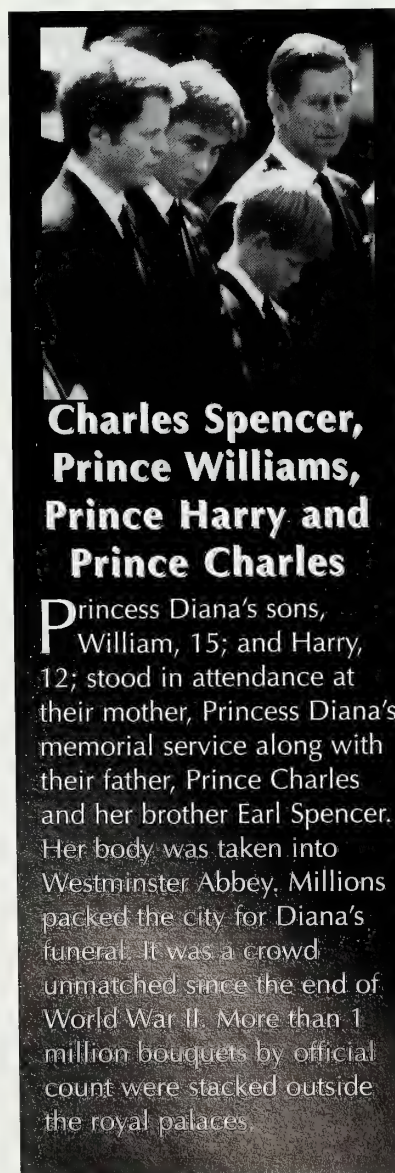 Charles Spencer,
Prince Williams,
Prince Harry and
Prince Charles
Princess Diana's sons,
William, 15; and Harry,
12; stood in attendance at
their mother, Princess Diana's
memorial service along with
their father, Prince Charles
and her brother Earl Spencer.
Her body was taken into
Westminster Abbey. Millions
packed the city for Diana's
funeral. It was a crowd
unmatched since the end of
World War II. More than 1
million bouquets by official
count were stacked outside
the royal palaces.